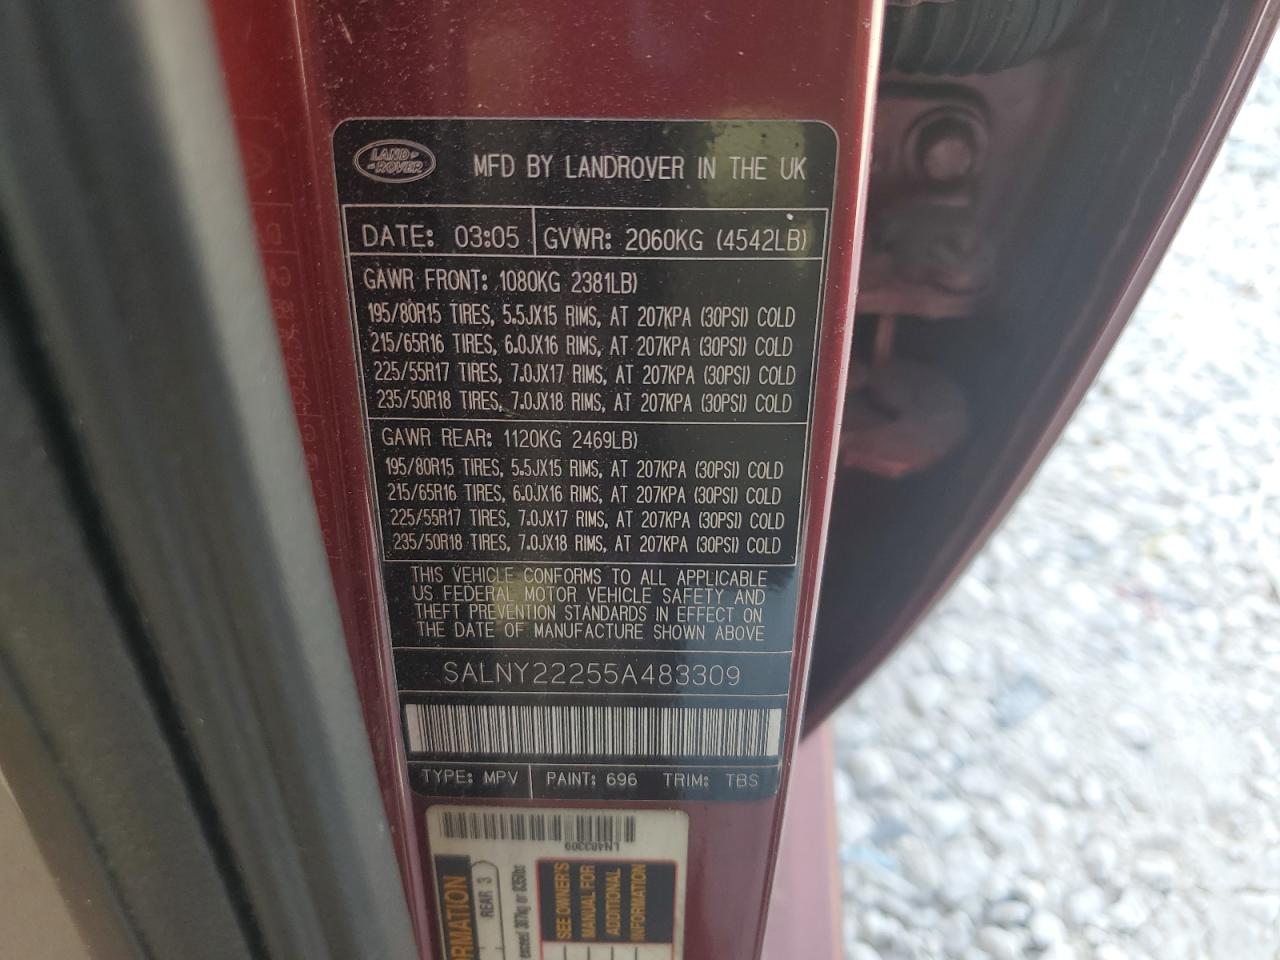 LAND-
-ROVER
MFD BY LANDROVER IN THE UK
DATE: 03:05 GVWR: 2060KG (4542LB)
GAWR FRONT: 1080KG 2381LB)
195/80R15 TIRES, 5.5JX15 RIMS, AT 207KPA (30PSI) COLD
215/65R16 TIRES, 6.0JX16 RIMS, AT 207KPA (30PSI) COLD
225/55R17 TIRES, 7.0JX17 RIMS, AT 207KPA (30PSI) COLD
235/50R18 TIRES, 7.0JX18 RIMS, AT 207KPA (30PSI) COLD
GAWR REAR: 1120KG 2469LB)
195/80R15 TIRES, 5.5JX15 RIMS, AT 207KPA (30PSI) COLD
215/65R16 TIRES, 6.0JX16 RIMS, AT 207KPA (30PSI) COLD
225/55R17 TIRES, 7.0JX17 RIMS, AT 207KPA (30PSI) COLD
235/50R18 TIRES, 7.0JX18 RIMS, AT 207KPA (30PSI) COLD
THIS VEHICLE CONFORMS TO ALL APPLICABLE
US FEDERAL MOTOR VEHICLE SAFETY AND
THEFT PREVENTION STANDARDS IN EFFECT ON
THE DATE OF MANUFACTURE SHOWN ABOVE
SALNY22255A483309
TYPE: MPV PAINT: 696 TRIM: TBS
LN483309
REAR 3
exceed 387kg or 835lbs
SEE OWNER'S
MANUAL FOR
ADDITIONAL
INFORMATION